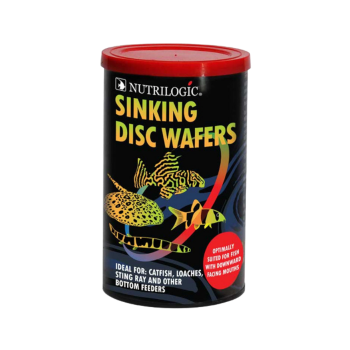 NUTRILOGIC®
SINKING
DISC WAFERS
OPTIMALLY
SUITED FOR FISH
WITH DOWNWARD
FACING MOUTHS
IDEAL FOR: CATFISH, LOACHES,
STING RAY AND OTHER
BOTTOM FEEDERS